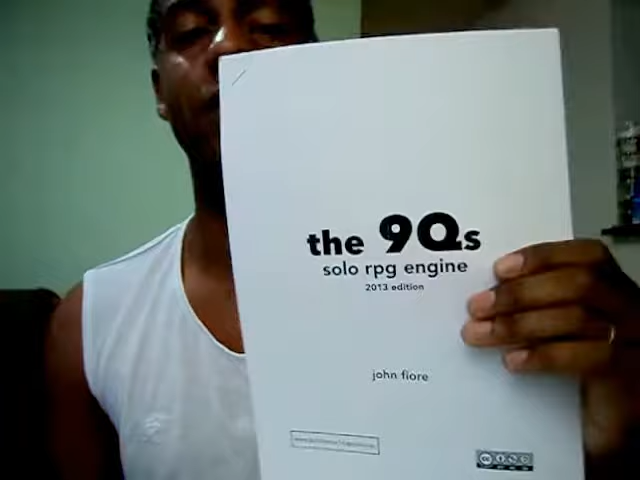 the 9Qs
solo rpg engine
2013 edition
john fiore